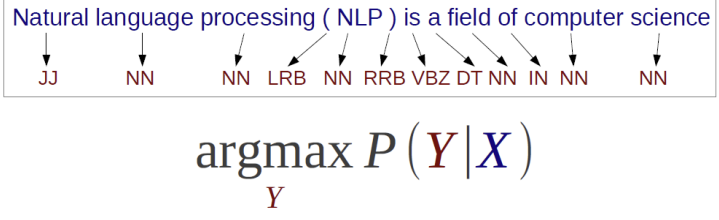 Natural language processing ( NLP ) is a field of computer science
JJ NN NN LRB NN RRB VBZ DT NN IN NN NN
argmax P ( Y | X )
Y